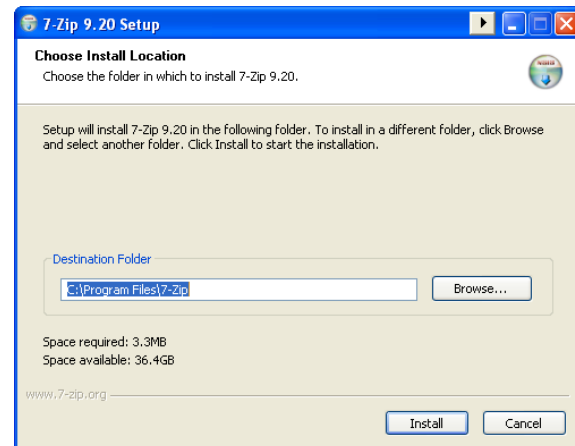 7-Zip 9.20 Setup
Choose Install Location
Choose the folder in which to install 7-Zip 9.20.
Setup will install 7-Zip 9.20 in the following folder. To install in a different folder, click Browse
and select another folder. Click Install to start the installation.
Destination Folder
C:\Program Files\7-Zip
Browse...
Space required: 3.3MB
Space available: 36.4GB
www.7-zip.org
Install
Cancel